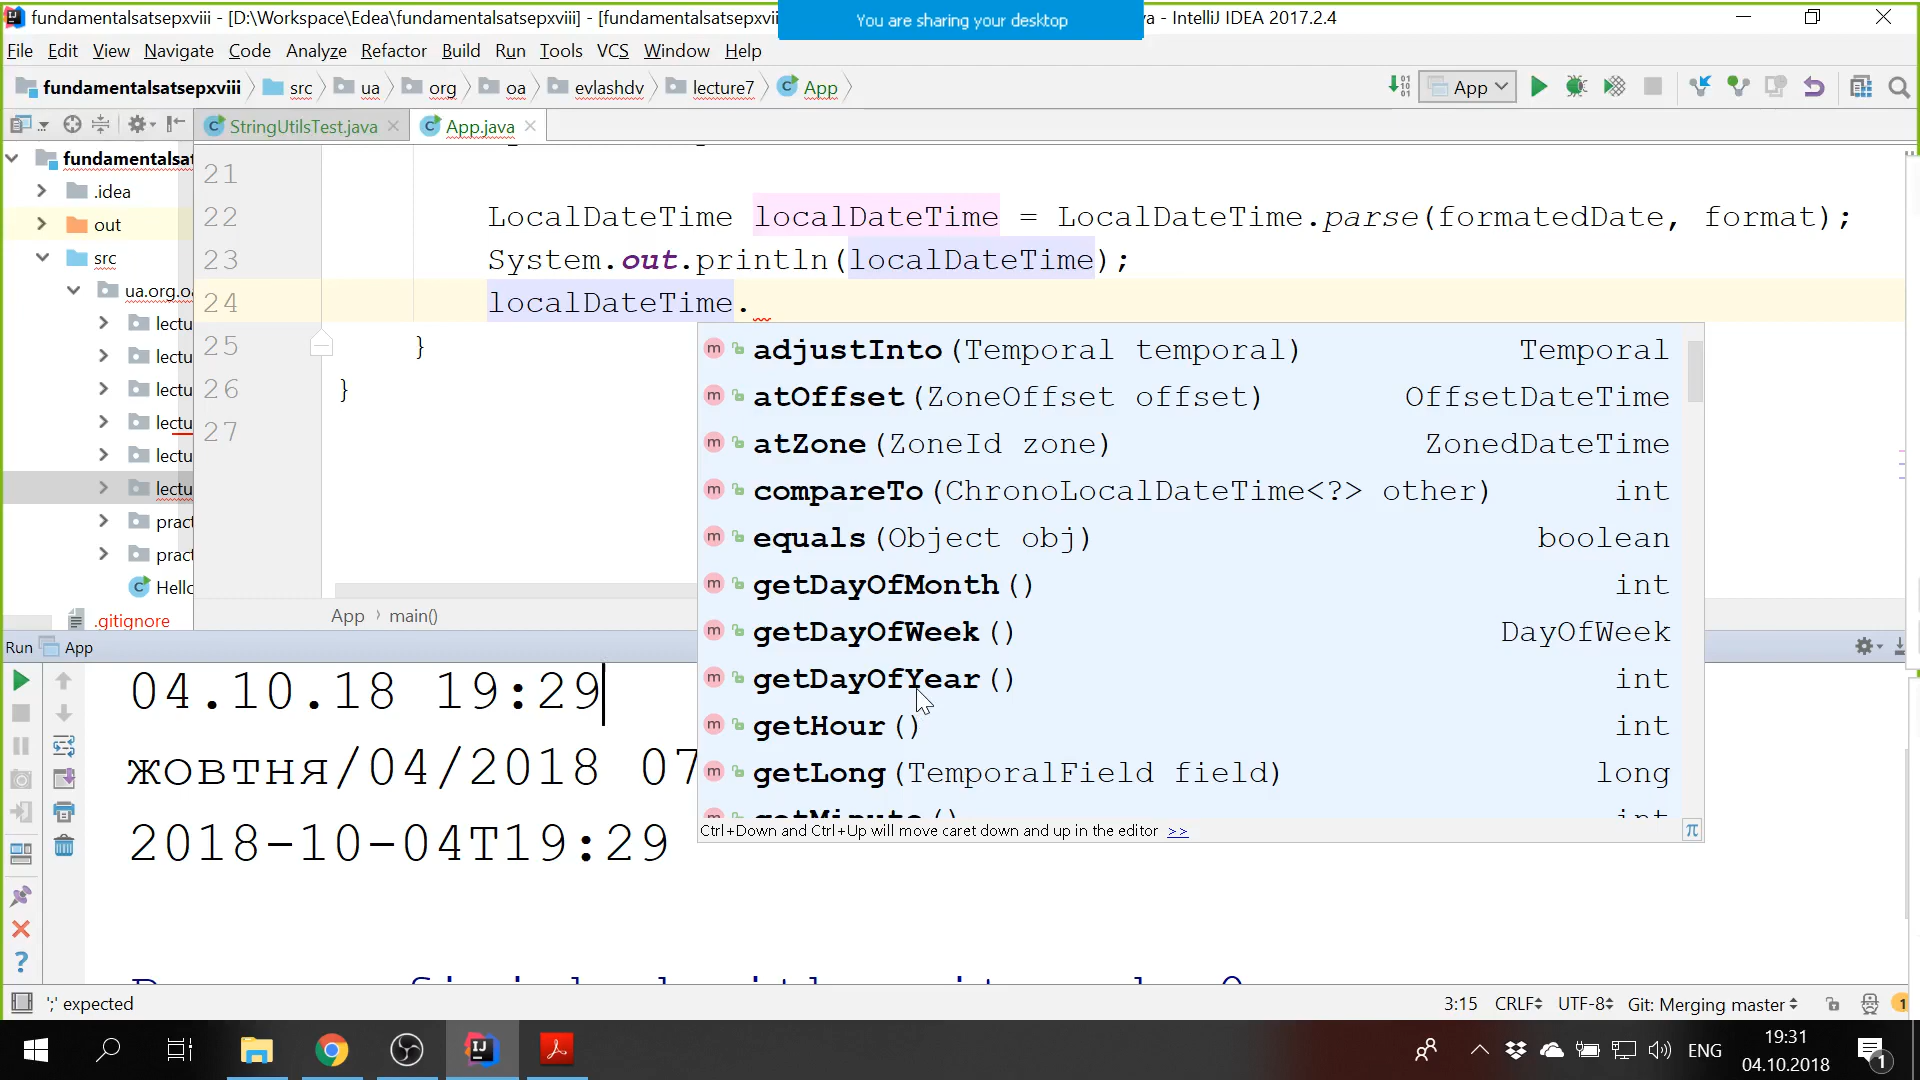 fundamentalsatsepxviii - [D:\Workspace\Edea\fundamentalsatsepxviii] - [fundamentalsatsepxvii
You are sharing your desktop
- IntelliJ IDEA 2017.2.4
File Edit View Navigate Code Analyze Refactor Build Run Tools VCS Window Help
fundamentalsatsepxviii src ua org oa evlashdv lecture7 App
App
StringUtilsTest.java App.java
fundamentalsat
.idea
out
src
ua.org.oa
lectu
lectu
lectu
lectu
lectu
lectu
pract
pract
Hello
.gitignore
21
22 LocalDateTime localDateTime = LocalDateTime.parse(formatedDate, format);
23 System.out.println(localDateTime);
24 localDateTime.
25 }
26 }
27
adjustInto(Temporal temporal) Temporal
atOffset(ZoneOffset offset) OffsetDateTime
atZone(ZoneId zone) ZonedDateTime
compareTo(ChronoLocalDateTime<?> other) int
equals(Object obj) boolean
getDayOfMonth() int
getDayOfWeek() DayOfWeek
getDayOfYear() int
getHour() int
getLong(TemporalField field) long
getMinute() int
Ctrl+Down and Ctrl+Up will move caret down and up in the editor >>
π
App › main()
Run App
04.10.18 19:29
жовтня/04/2018 07
2018-10-04T19:29
';' expected
3:15 CRLF UTF-8 Git: Merging master
1
ENG
19:31
04.10.2018
1